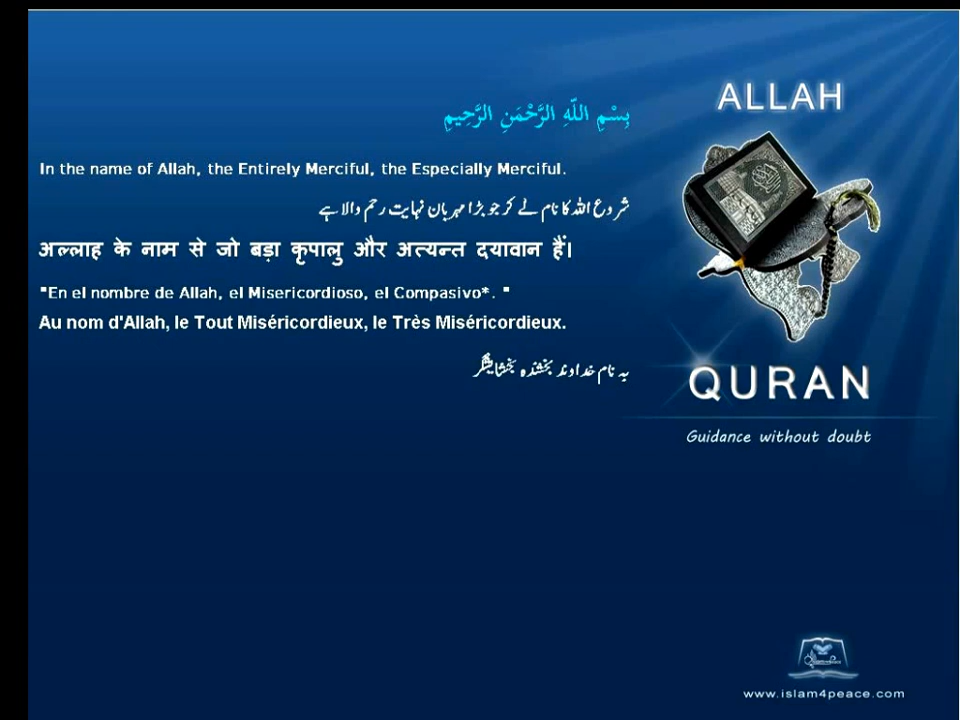 بِسْمِ اللّهِ الرَّحْمَنِ الرَّحِيمِ
In the name of Allah, the Entirely Merciful, the Especially Merciful.
شروع الله کا نام لے کر جو بڑا مہربان نہایت رحم والا ہے
अल्लाह के नाम से जो बड़ा कृपालु और अत्यन्त दयावान हैं।
"En el nombre de Allah, el Misericordioso, el Compasivo*. "
Au nom d'Allah, le Tout Miséricordieux, le Très Miséricordieux.
به نام خداوند بخشنده بخشایشگر
ALLAH
QURAN
Guidance without doubt
www.islam4peace.com